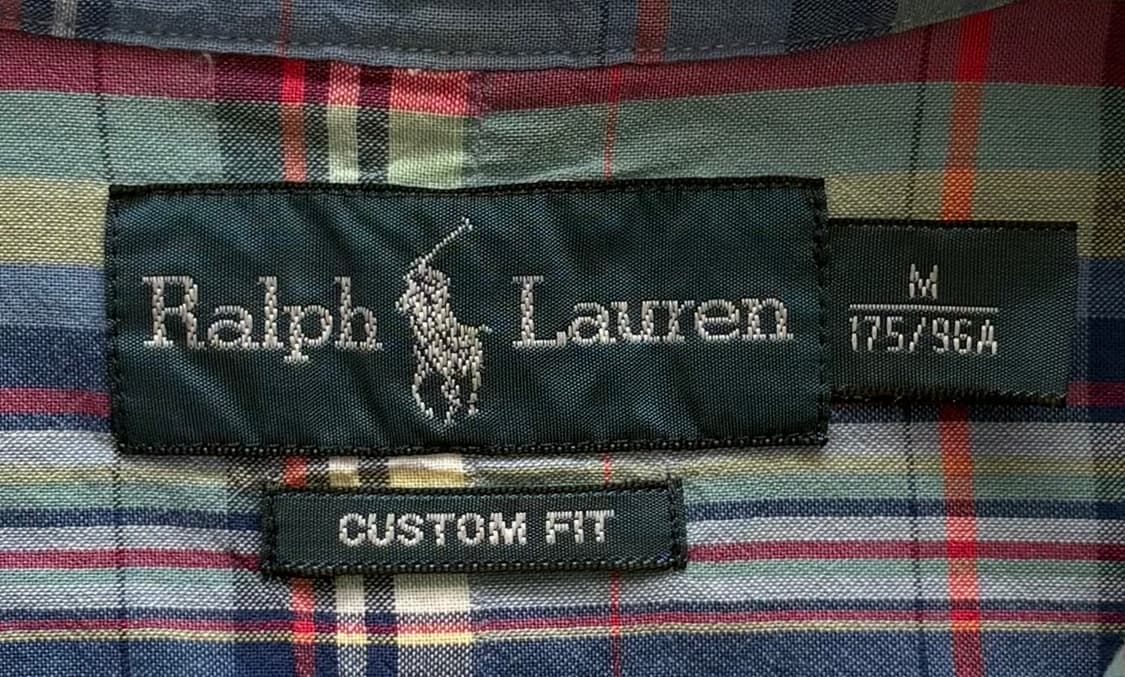 Ralph Lauren
M
175/96A
CUSTOM FIT